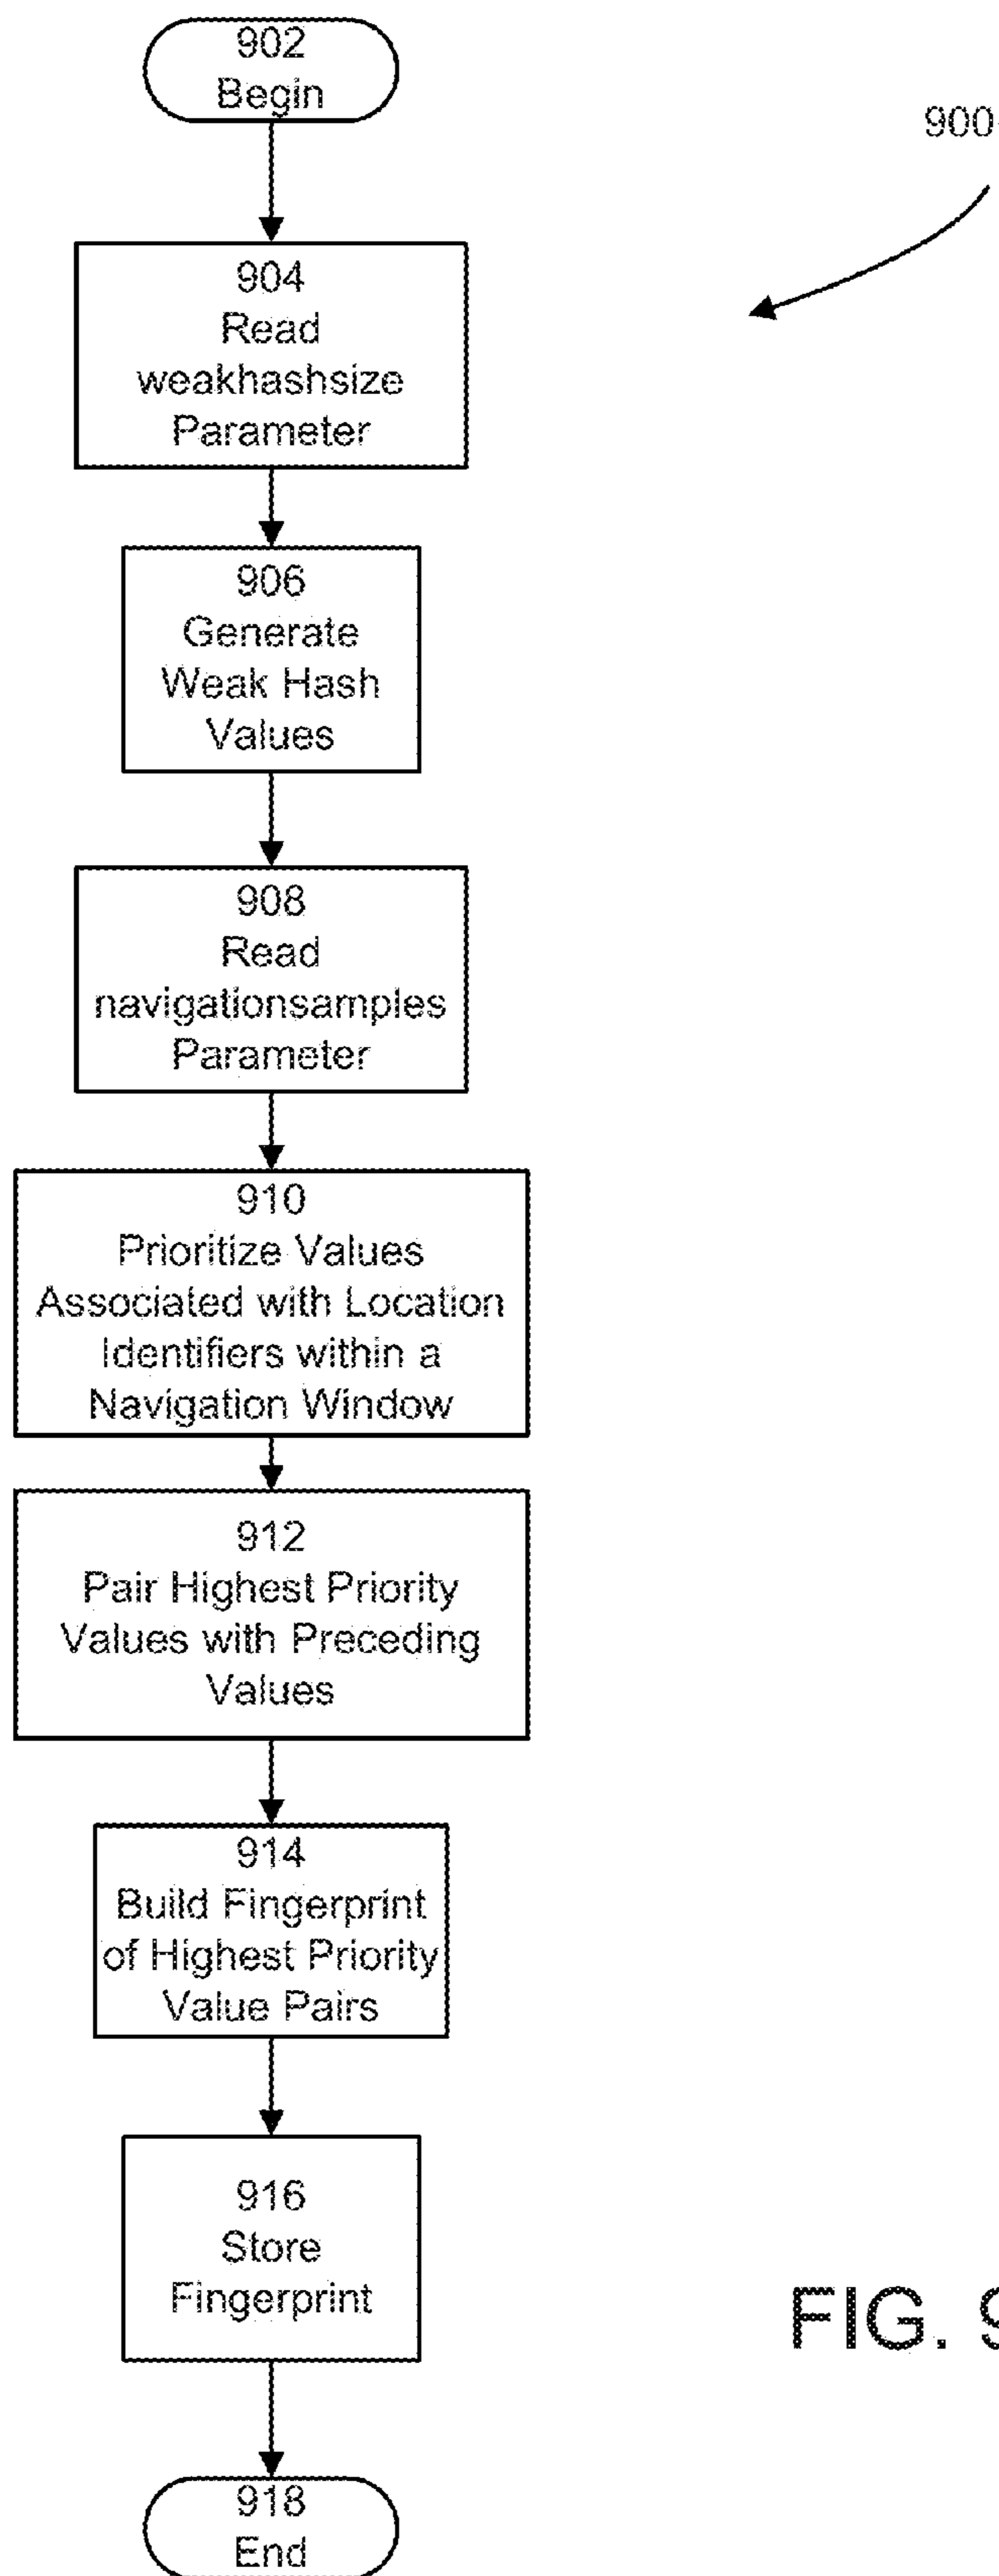 902
Begin
900
904
Read
weakhashsize
Parameter
906
Generate
Weak Hash
Values
908
Read
navigationsamples
Parameter
910
Prioritize Values
Associated with Location
Identifiers within a
Navigation Window
912
Pair Highest Priority
Values with Preceding
Values
914
Build Fingerprint
of Highest Priority
Value Pairs
916
Store
Fingerprint
FIG. 9
918
End